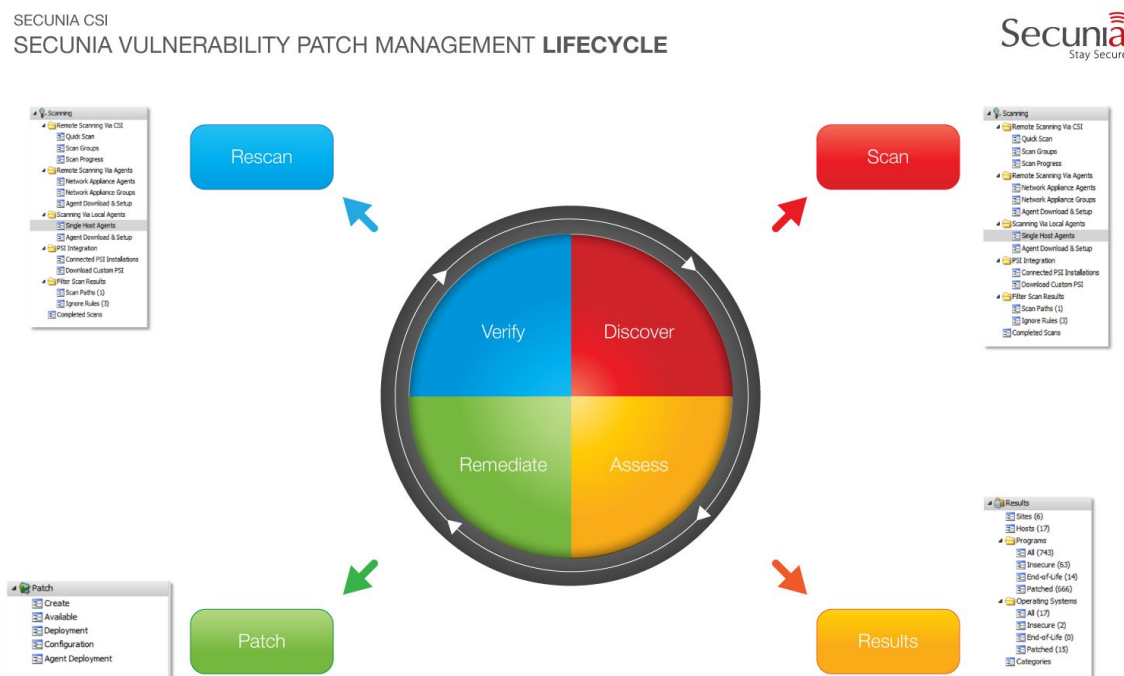 SECUNIA CSI
SECUNIA VULNERABILITY PATCH MANAGEMENT LIFECYCLE
Secunia
Stay Secure
Scanning
Remote Scanning Via CSI
Quick Scan
Scan Groups
Scan Progress
Remote Scanning Via Agents
Network Appliance Agents
Network Appliance Groups
Agent Download & Setup
Scanning Via Local Agents
Single Host Agents
Agent Download & Setup
PSI Integration
Connected PSI Installations
Download Custom PSI
Filter Scan Results
Scan Paths (1)
Ignore Rules (3)
Completed Scans
Rescan
Scan
Scanning
Remote Scanning Via CSI
Quick Scan
Scan Groups
Scan Progress
Remote Scanning Via Agents
Network Appliance Agents
Network Appliance Groups
Agent Download & Setup
Scanning Via Local Agents
Single Host Agents
Agent Download & Setup
PSI Integration
Connected PSI Installations
Download Custom PSI
Filter Scan Results
Scan Paths (1)
Ignore Rules (3)
Completed Scans
Verify
Discover
Remediate
Assess
Patch
Create
Available
Deployment
Configuration
Agent Deployment
Patch
Results
Results
Sites (6)
Hosts (17)
Programs
All (743)
Insecure (63)
End-of-Life (14)
Patched (666)
Operating Systems
All (17)
Insecure (2)
End-of-Life (0)
Patched (15)
Categories